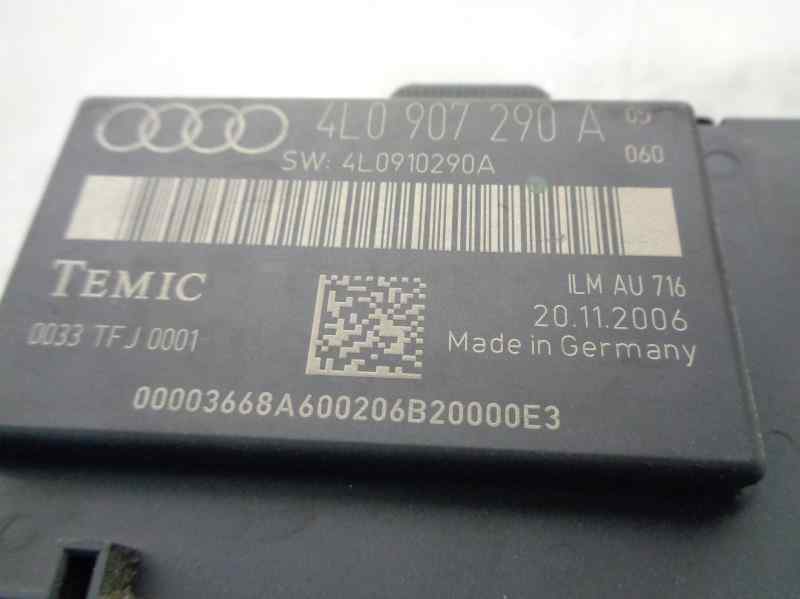 4L0 907 290 A 05
060
SW: 4L0910290A
TEMIC
ILM AU 716
20.11.2006
0033 TFJ 0001
Made in Germany
00003668A600206B20000E3